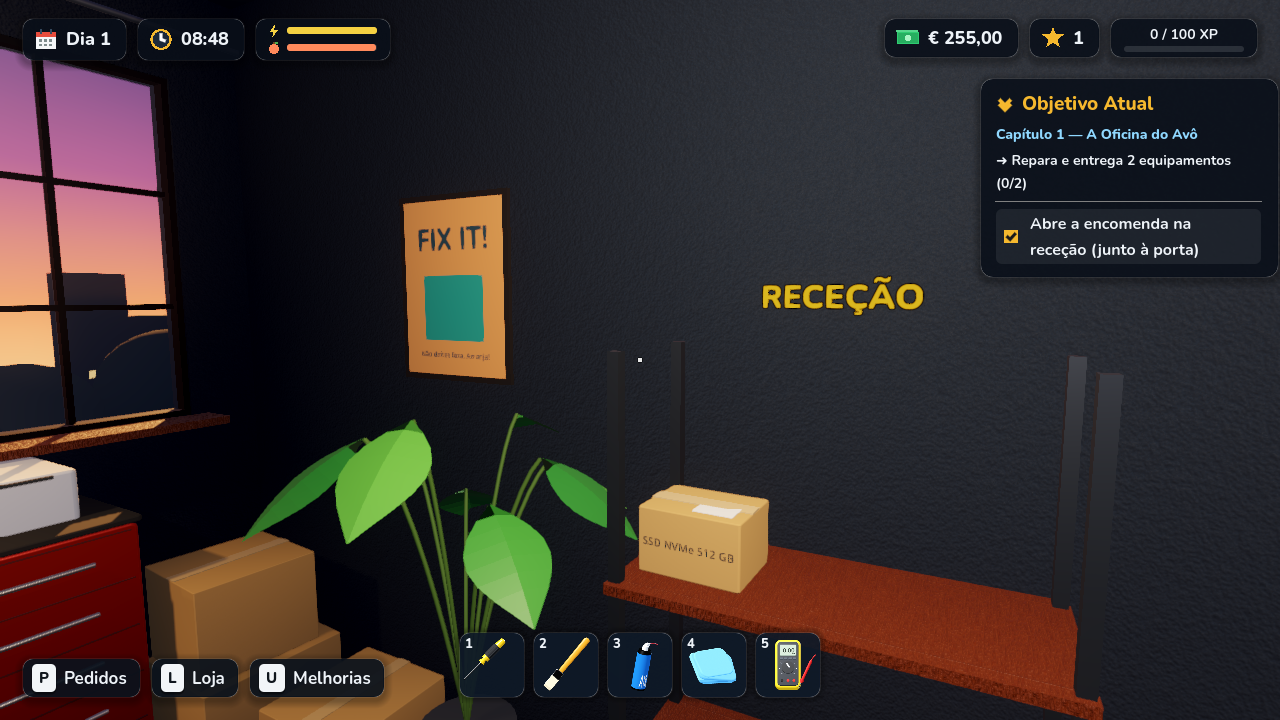 Dia 1
08:48
€ 255,00
1
0 / 100 XP
Objetivo Atual
Capítulo 1 — A Oficina do Avô
→ Repara e entrega 2 equipamentos
(0/2)
Abre a encomenda na
receção (junto à porta)
FIX IT!
RECEÇÃO
SSD NVMe 512 GB
1
2
3
4
5
P Pedidos
L Loja
U Melhorias